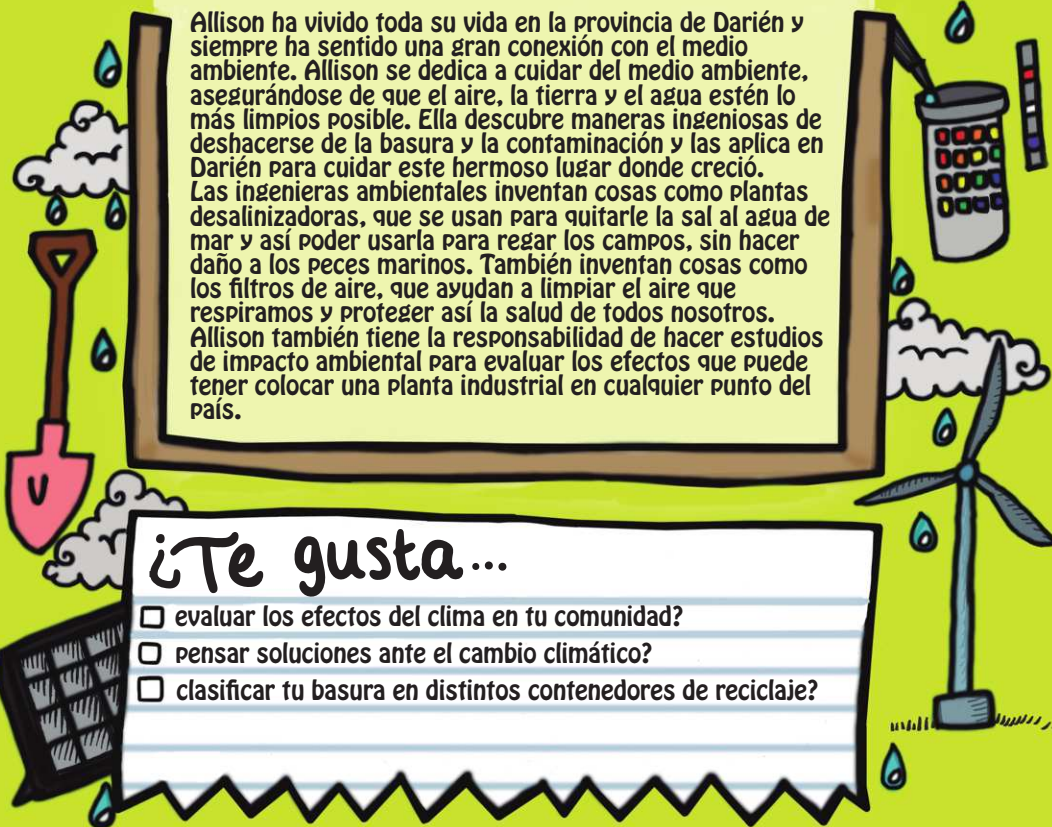 Allison ha vivido toda su vida en la provincia de Darién y
siempre ha sentido una gran conexión con el medio
ambiente. Allison se dedica a cuidar del medio ambiente,
asegurándose de que el aire, la tierra y el agua estén lo
más limpios posible. Ella descubre maneras ingeniosas de
deshacerse de la basura y la contaminación y las aplica en
Darién para cuidar este hermoso lugar donde creció.
Las ingenieras ambientales inventan cosas como plantas
desalinizadoras, que se usan para quitarle la sal al agua de
mar y así poder usarla para regar los campos, sin hacer
daño a los peces marinos. También inventan cosas como
los filtros de aire, que ayudan a limpiar el aire que
respiramos y proteger así la salud de todos nosotros.
Allison también tiene la responsabilidad de hacer estudios
de impacto ambiental para evaluar los efectos que puede
tener colocar una planta industrial en cualquier punto del
país.
¿Te gusta...
evaluar los efectos del clima en tu comunidad?
pensar soluciones ante el cambio climático?
clasificar tu basura en distintos contenedores de reciclaje?